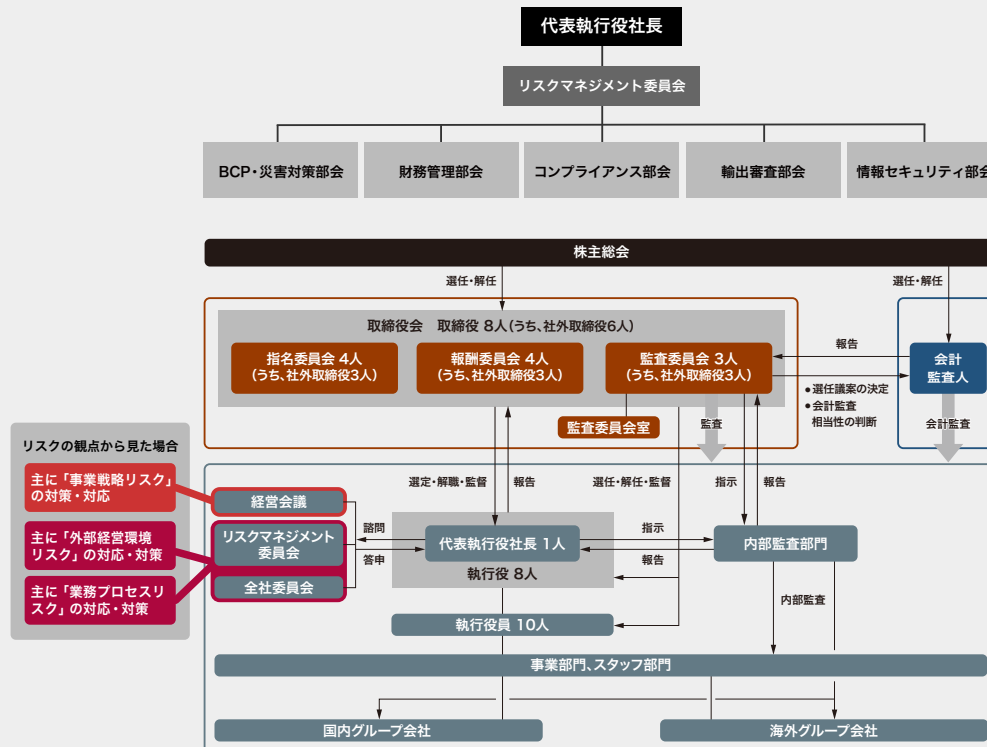 代表執行役社長
リスクマネジメント委員会
BCP・災害対策部会
財務管理部会
コンプライアンス部会
輸出審査部会
情報セキュリティ部会
株主総会
選任・解任
選任・解任
取締役会 取締役 8人(うち、社外取締役6人)
指名委員会 4人
(うち、社外取締役3人)
報酬委員会 4人
(うち、社外取締役3人)
監査委員会 3人
(うち、社外取締役3人)
報告
会計
監査人
●選任議案の決定
●会計監査
相当性の判断
監査委員会室
監査
会計監査
リスクの観点から見た場合
主に「事業戦略リスク」
の対策・対応
主に「外部経営環境
リスク」の対応・対策
主に「業務プロセスリ
スク」の対応・対策
選定・解職・監督
報告
選任・解任・監督
指示
報告
経営会議
リスクマネジメント
委員会
全社委員会
諮問
答申
代表執行役社長 1人
執行役 8人
指示
報告
内部監査部門
内部監査
執行役員 10人
事業部門、スタッフ部門
国内グループ会社
海外グループ会社